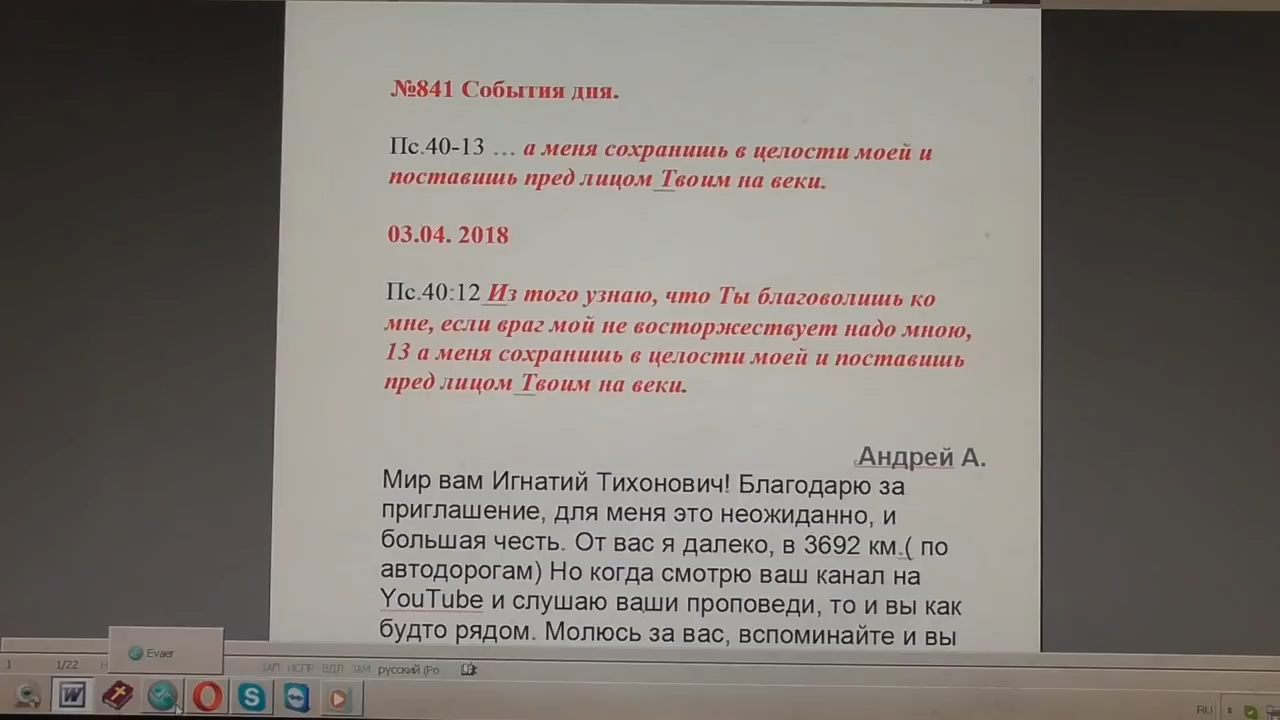 №841 События дня.
Пс.40-13 … а меня сохранишь в целости моей и
поставишь пред лицом Твоим на веки.
03.04. 2018
Пс.40:12 Из того узнаю, что Ты благоволишь ко
мне, если враг мой не восторжествует надо мною,
13 а меня сохранишь в целости моей и поставишь
пред лицом Твоим на веки.
Андрей А.
Мир вам Игнатий Тихонович! Благодарю за
приглашение, для меня это неожиданно, и
большая честь. От вас я далеко, в 3692 км.( по
автодорогам) Но когда смотрю ваш канал на
YouTube и слушаю ваши проповеди, то и вы как
будто рядом. Молюсь за вас, вспоминайте и вы
Evaer
1 1/22 ЗАП ИСПР ВДЛ ЗАМ русский (Ро
RU